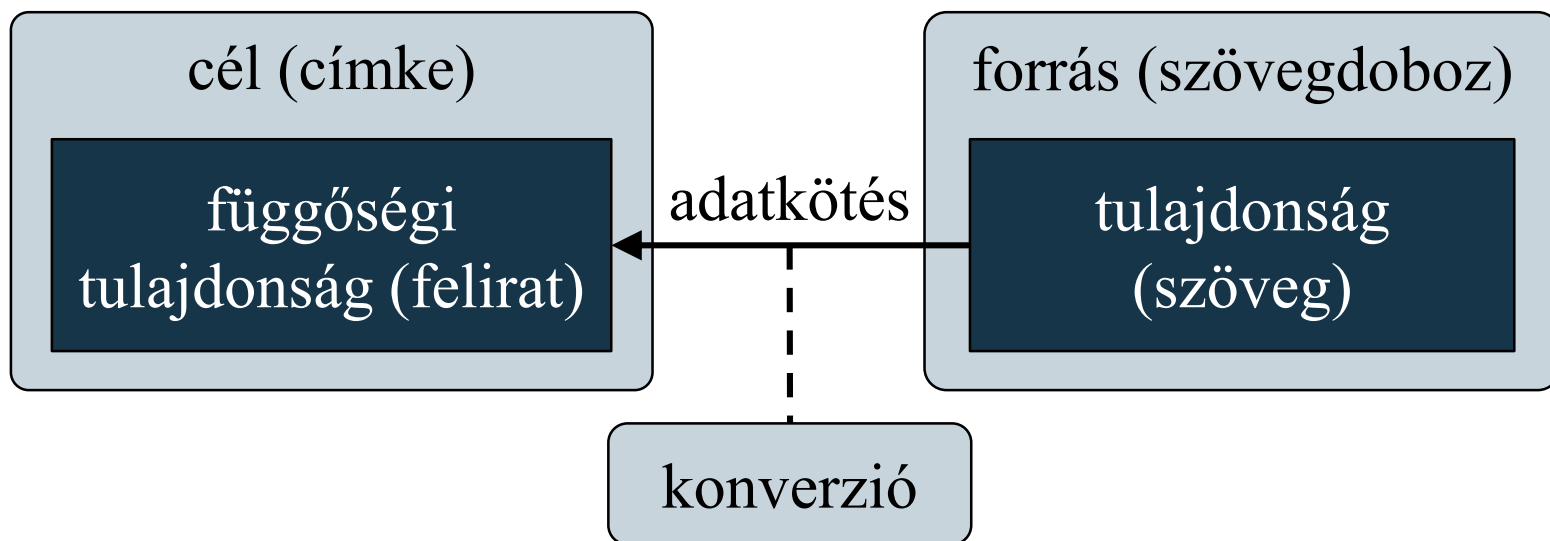 cél (címke)
függőségi
tulajdonság (felirat)
adatkötés
forrás (szövegdoboz)
tulajdonság
(szöveg)
konverzió